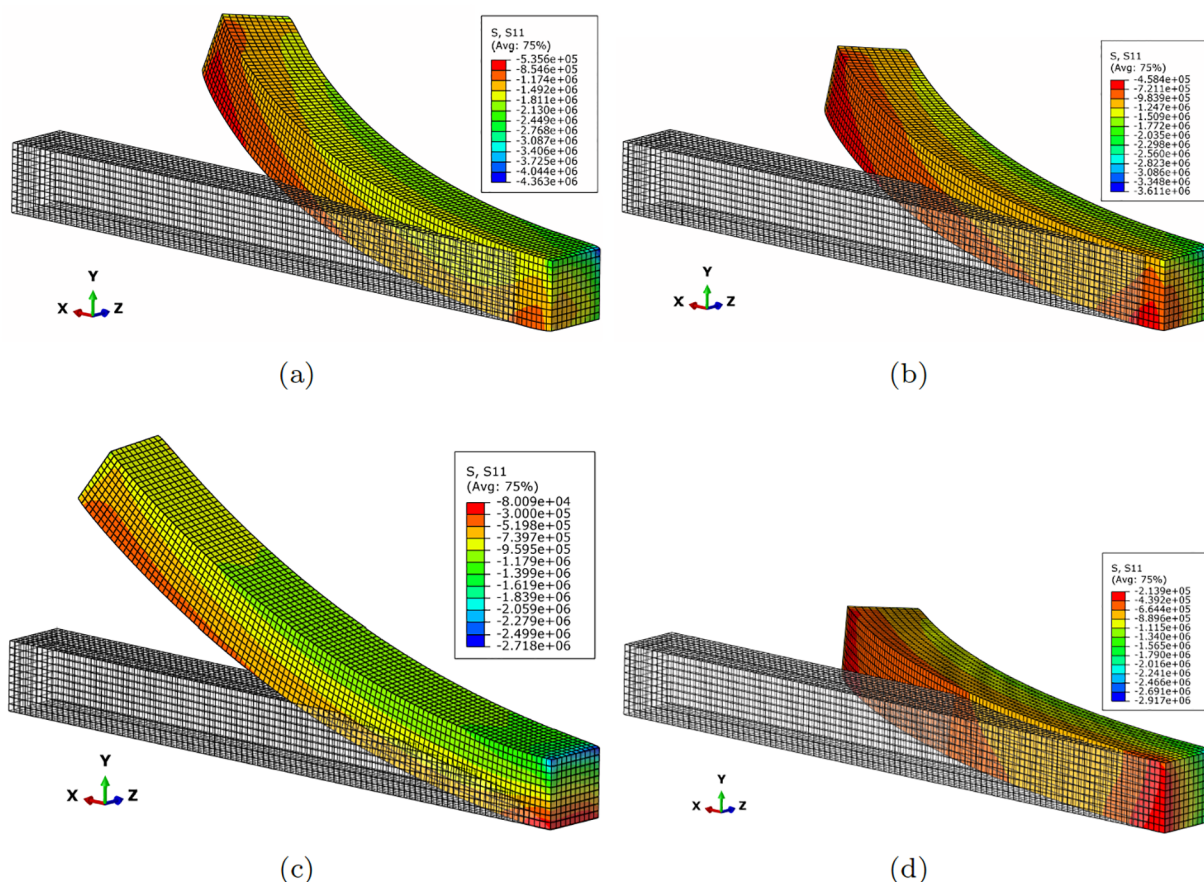 S, S11
(Avg: 75%)
-5.356e+05
-8.546e+05
-1.174e+06
-1.492e+06
-1.811e+06
-2.130e+06
-2.449e+06
-2.768e+06
-3.087e+06
-3.406e+06
-3.725e+06
-4.044e+06
-4.363e+06
Y
X
Z
(a)
S, S11
(Avg: 75%)
-4.584e+05
-7.211e+05
-9.839e+05
-1.247e+06
-1.509e+06
-1.772e+06
-2.035e+06
-2.298e+06
-2.560e+06
-2.823e+06
-3.086e+06
-3.348e+06
-3.611e+06
Y
X
Z
(b)
S, S11
(Avg: 75%)
-8.009e+04
-3.000e+05
-5.198e+05
-7.397e+05
-9.595e+05
-1.179e+06
-1.399e+06
-1.619e+06
-1.839e+06
-2.059e+06
-2.279e+06
-2.499e+06
-2.718e+06
Y
X
Z
(c)
S, S11
(Avg: 75%)
-2.139e+05
-4.392e+05
-6.644e+05
-8.896e+05
-1.115e+06
-1.340e+06
-1.565e+06
-1.790e+06
-2.016e+06
-2.241e+06
-2.466e+06
-2.691e+06
-2.917e+06
Y
X
Z
(d)